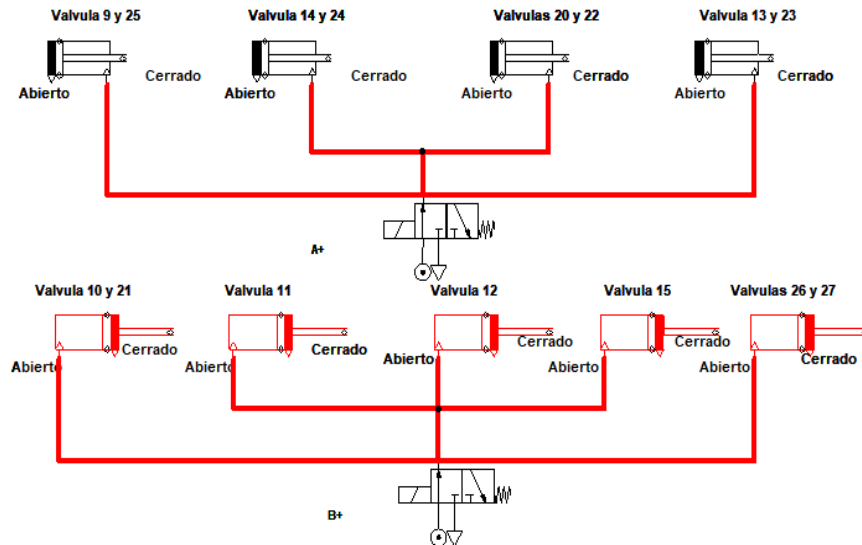 Valvula 9 y 25 Valvula 14 y 24 Valvulas 20 y 22 Valvula 13 y 23
Cerrado Cerrado Cerrado Cerrado
Abierto Abierto Abierto Abierto
A+
Valvula 10 y 21 Valvula 11 Valvula 12 Valvula 15 Valvulas 26 y 27
Cerrado Cerrado Cerrado Cerrado Cerrado
Abierto Abierto Abierto Abierto Abierto
B+